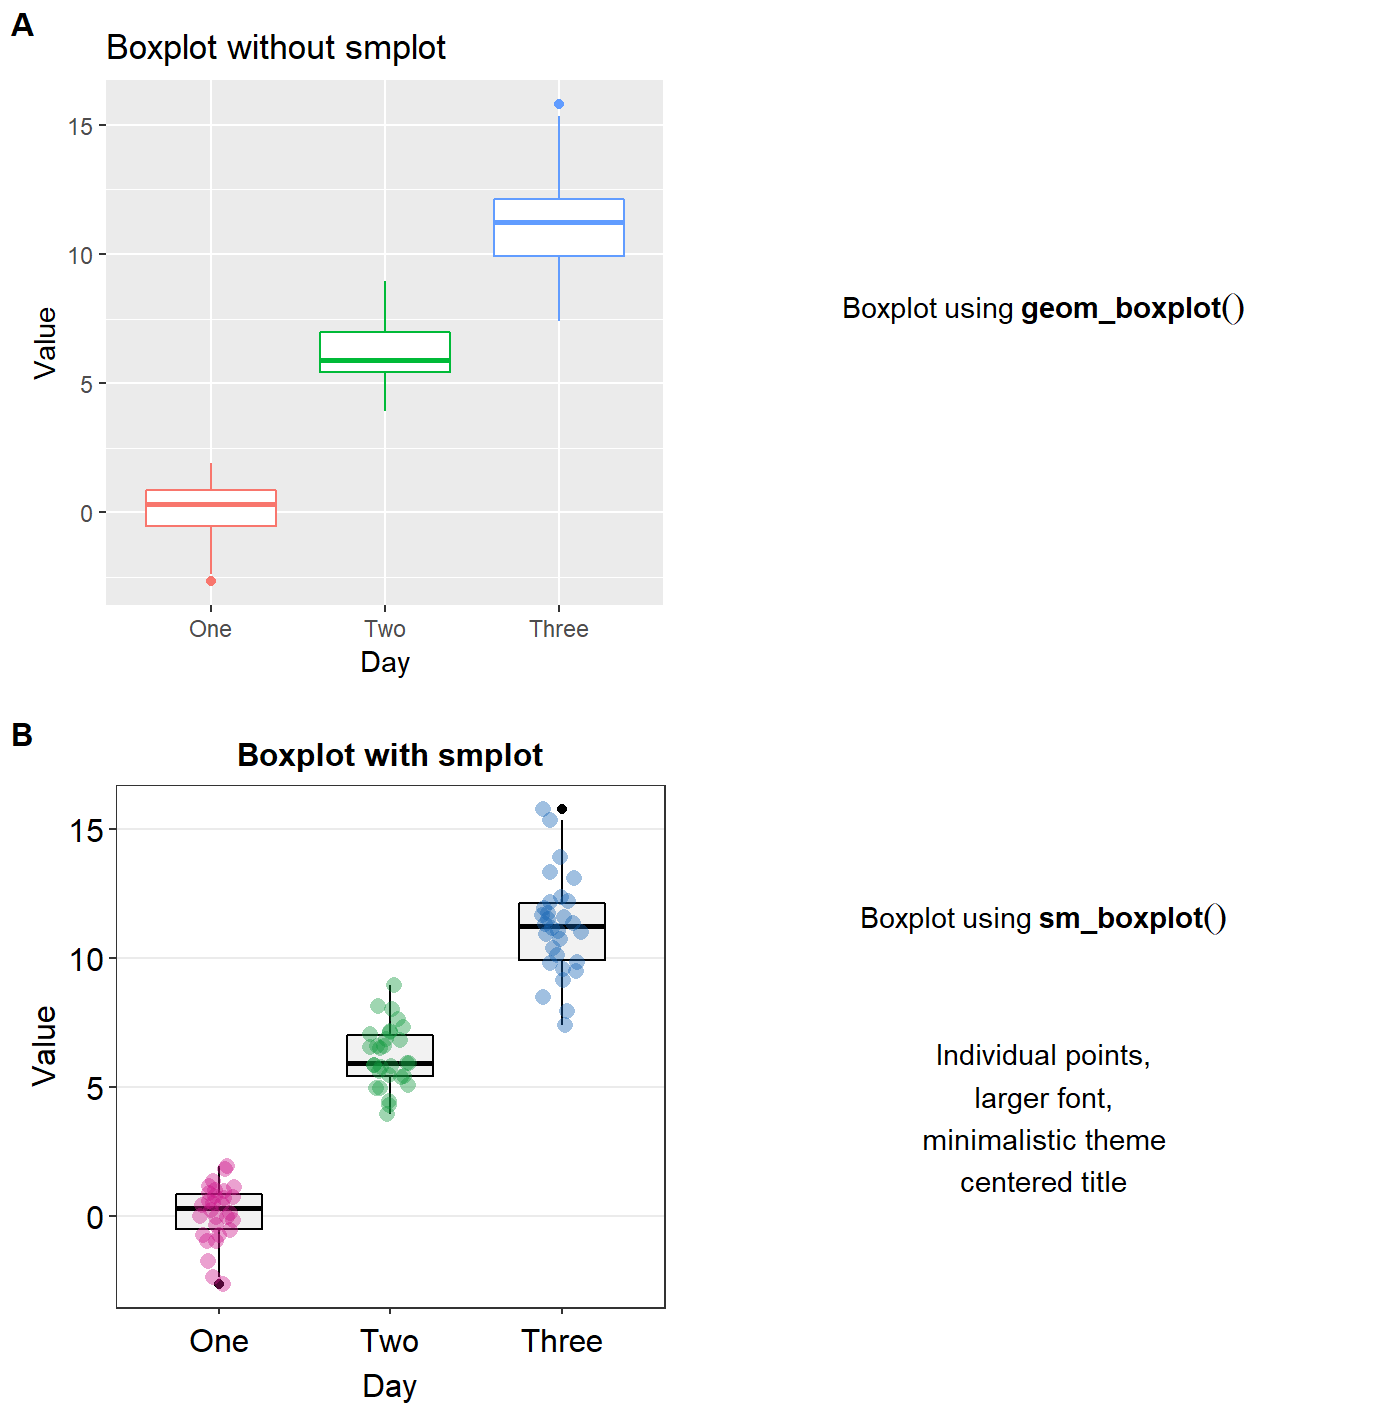 A
Boxplot without smplot
15
10
5
0
Value
One Two Three
Day
Boxplot using geom_boxplot()
B
Boxplot with smplot
15
10
5
0
Value
One Two Three
Day
Boxplot using sm_boxplot()
Individual points,
larger font,
minimalistic theme
centered title